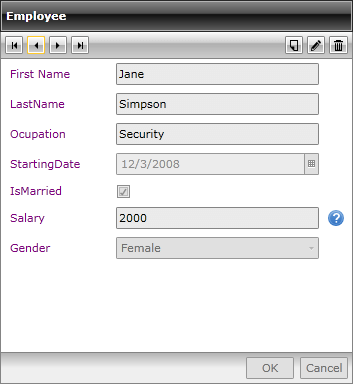 Employee
First Name Jane
LastName Simpson
Ocupation Security
StartingDate 12/3/2008
IsMarried
Salary 2000 ?
Gender Female
OK Cancel